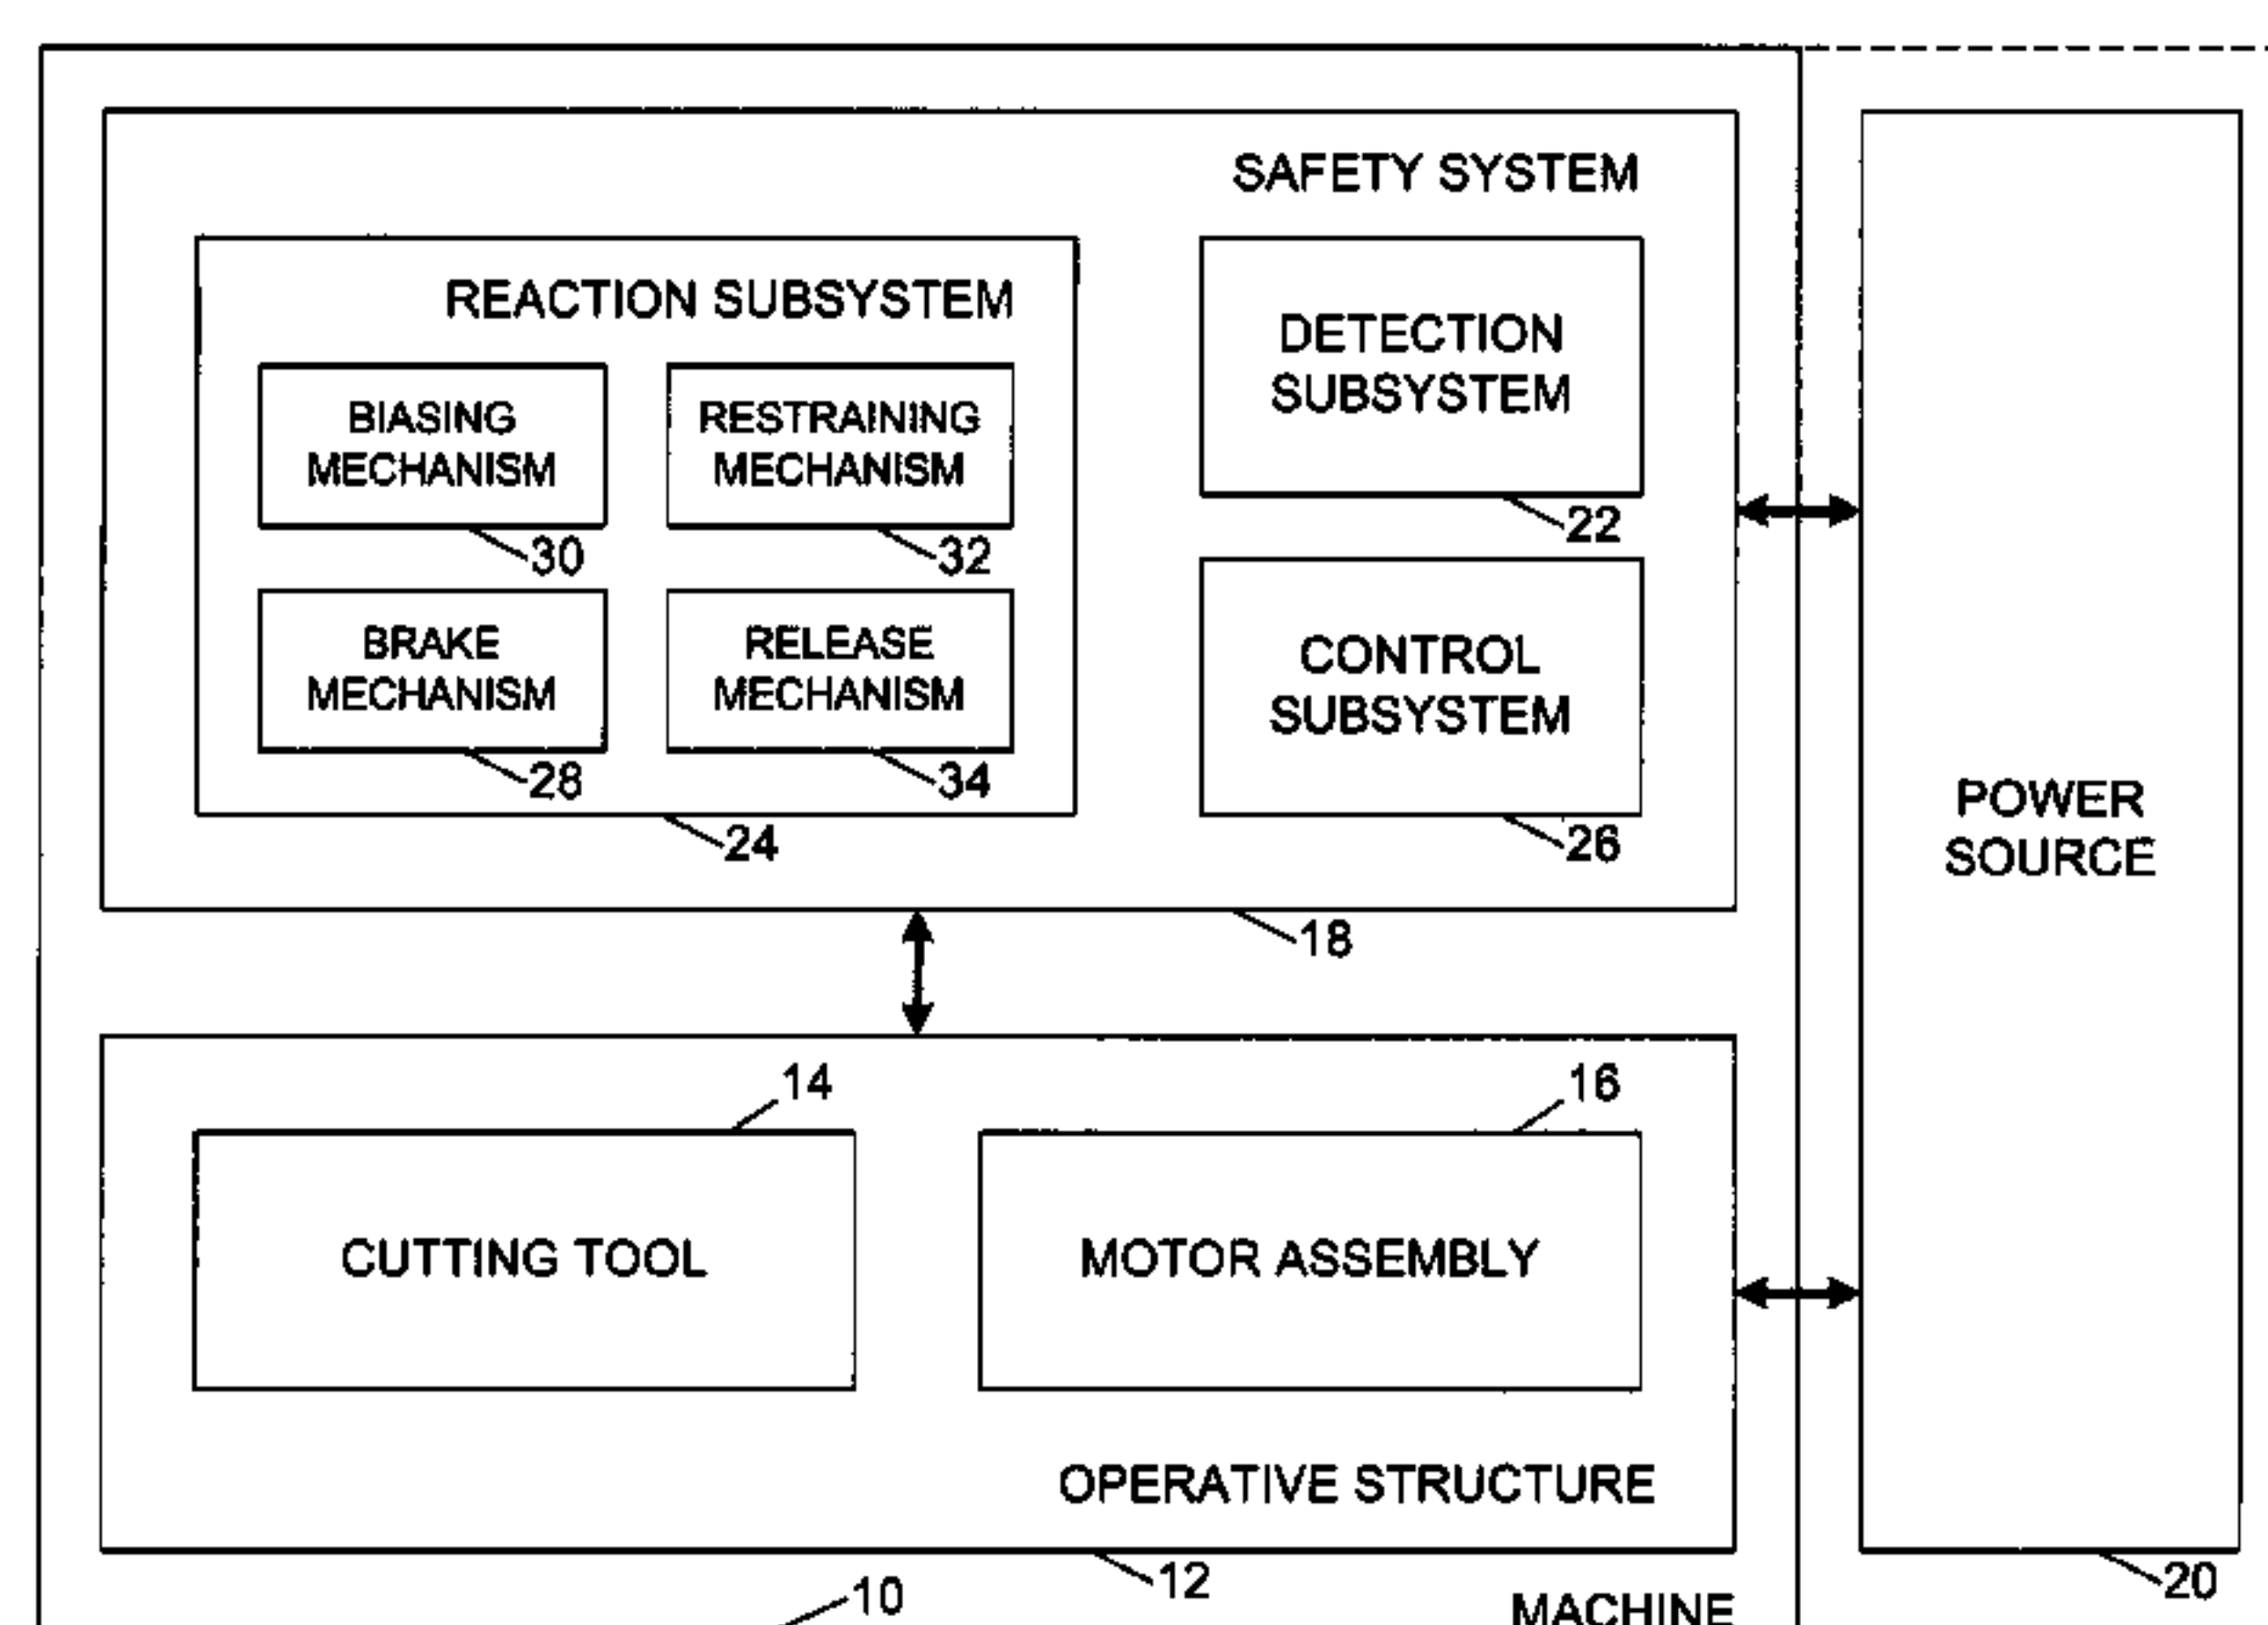 SAFETY SYSTEM
REACTION SUBSYSTEM
BIASING
MECHANISM
30
RESTRAINING
MECHANISM
32
BRAKE
MECHANISM
28
RELEASE
MECHANISM
34
24
DETECTION
SUBSYSTEM
22
CONTROL
SUBSYSTEM
26
18
POWER
SOURCE
20
14
CUTTING TOOL
16
MOTOR ASSEMBLY
OPERATIVE STRUCTURE
12
10
MACHINE